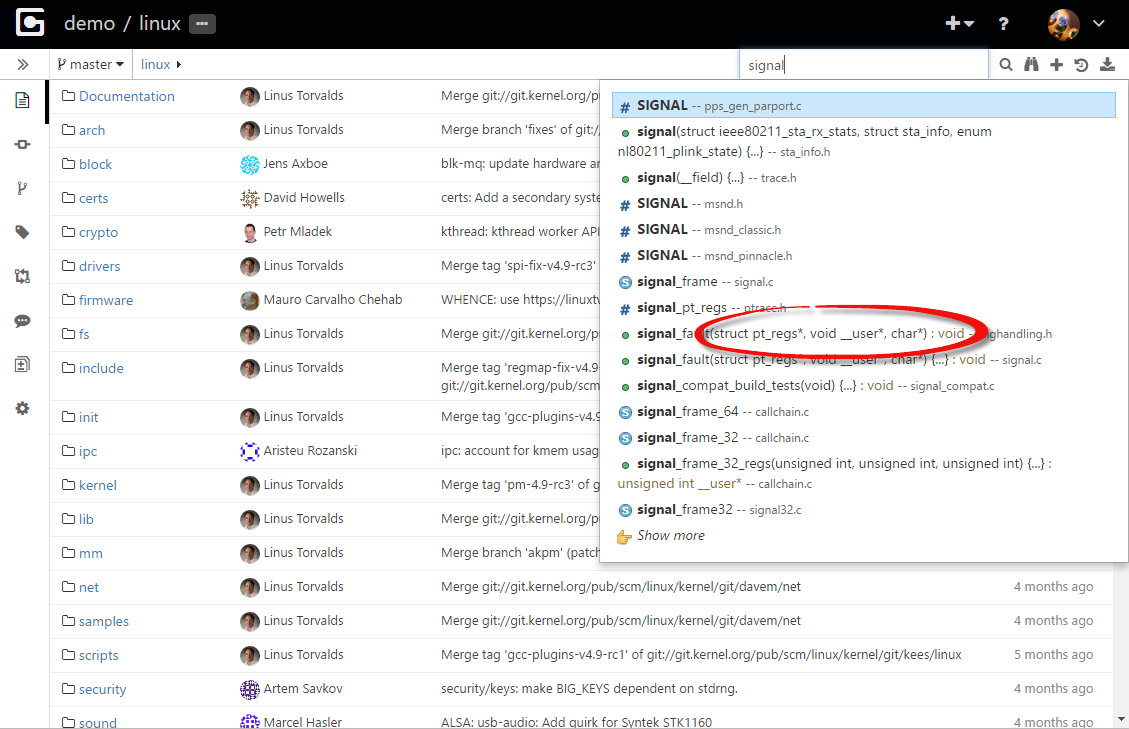 demo / linux
?
master
linux
signal
Documentation Linus Torvalds Merge git://git.kernel.org/pu
arch Linus Torvalds Merge branch 'fixes' of git:/
block Jens Axboe blk-mq: update hardware an
certs David Howells certs: Add a secondary syste
crypto Petr Mladek kthread: kthread worker API
drivers Linus Torvalds Merge tag 'spi-fix-v4.9-rc3'
firmware Mauro Carvalho Chehab WHENCE: use https://linuxtv
fs Linus Torvalds Merge git://git.kernel.org/pu
include Linus Torvalds Merge tag 'regmap-fix-v4.9-
git://git.kernel.org/pub/scm
init Linus Torvalds Merge tag 'gcc-plugins-v4.9
ipc Aristeu Rozanski ipc: account for kmem usag
kernel Linus Torvalds Merge tag 'pm-4.9-rc3' of g
lib Linus Torvalds Merge git://git.kernel.org/pu
mm Linus Torvalds Merge branch 'akpm' (patch
net Linus Torvalds Merge git://git.kernel.org/pub/scm/linux/kernel/git/davem/net 4 months ago
samples Linus Torvalds Merge git://git.kernel.org/pub/scm/linux/kernel/git/davem/net 4 months ago
scripts Linus Torvalds Merge tag 'gcc-plugins-v4.9-rc1' of git://git.kernel.org/pub/scm/linux/kernel/git/kees/linux 5 months ago
security Artem Savkov security/keys: make BIG_KEYS dependent on stdrng. 4 months ago
sound Marcel Hasler ALSA: usb-audio: Add quirk for Syntek STK1160 4 months ago
# SIGNAL -- pps_gen_parport.c
signal(struct ieee80211_sta_rx_stats, struct sta_info, enum
nl80211_plink_state) {...} -- sta_info.h
signal(__field) {...} -- trace.h
# SIGNAL -- msnd.h
# SIGNAL -- msnd_classic.h
# SIGNAL -- msnd_pinnacle.h
S signal_frame -- signal.c
# signal_pt_regs -- ptrace.h
signal_fault(struct pt_regs*, void __user*, char*) : void -- sighandling.h
signal_fault(struct pt_regs*, void __user*, char*) {...} : void -- signal.c
signal_compat_build_tests(void) {...} : void -- signal_compat.c
S signal_frame_64 -- callchain.c
S signal_frame_32 -- callchain.c
signal_frame_32_regs(unsigned int, unsigned int, unsigned int) {...} :
unsigned int __user* -- callchain.c
S signal_frame32 -- signal32.c
Show more